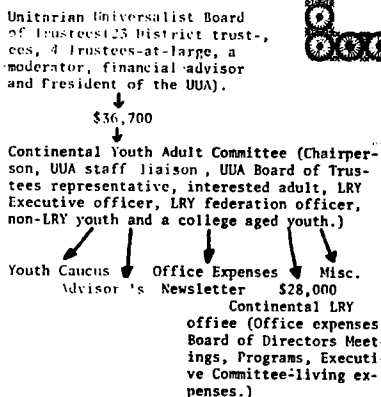 Unitarian Universalist Board
of Trustees(23 District trust-,
ees, 4 Trustees-at-large, a
moderator, financial advisor
and President of the UUA).
$36,700
Continental Youth Adult Committee (Chairper-
son, UUA staff liaison , UUA Board of Trus-
tees representative, interested adult, LRY
Executive officer, LRY federation officer,
non-LRY youth and a college aged youth.)
Youth Caucus Office Expenses Misc.
Advisor's Newsletter $28,000
Continental LRY
offiee (Office expenses
Board of Directors Meet-
ings, Programs, Executi-
ve Committee-living ex-
penses.)